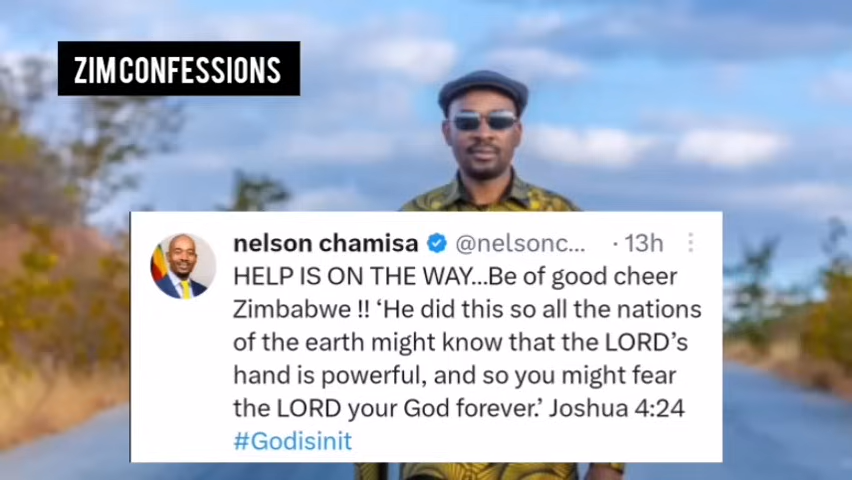 ZIM CONFESSIONS
nelson chamisa @nelsonc... · 13h
HELP IS ON THE WAY...Be of good cheer
Zimbabwe !! ‘He did this so all the nations
of the earth might know that the LORD’s
hand is powerful, and so you might fear
the LORD your God forever.’ Joshua 4:24
#Godisinit